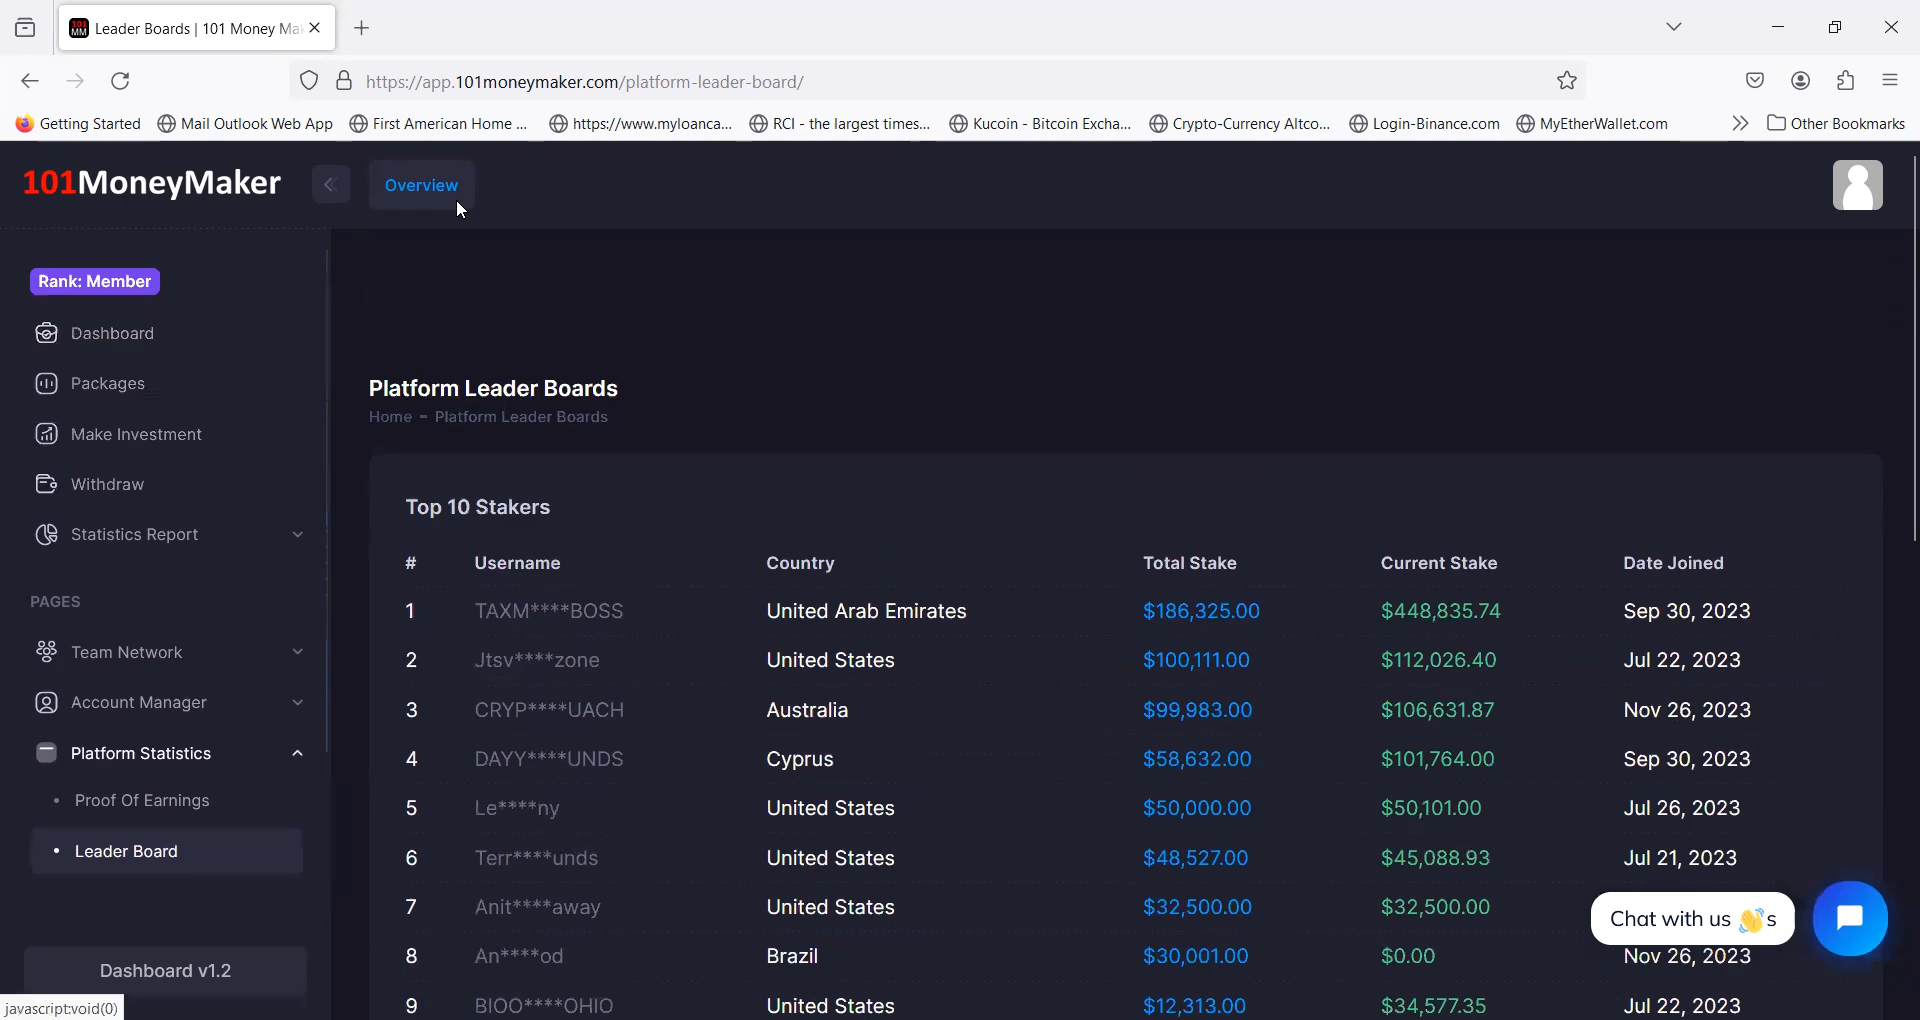 Leader Boards | 101 Money Ma
https://app.101moneymaker.com/platform-leader-board/
Getting Started
Mail Outlook Web App
First American Home ...
https://www.myloanca...
RCI - the largest times...
Kucoin - Bitcoin Excha...
Crypto-Currency Altco...
Login-Binance.com
MyEtherWallet.com
Other Bookmarks
101MoneyMaker
Overview
Rank: Member
Dashboard
Packages
Make Investment
Withdraw
Statistics Report
PAGES
Team Network
Account Manager
Platform Statistics
Proof Of Earnings
Leader Board
Dashboard v1.2
javascript:void(0)
Platform Leader Boards
Home - Platform Leader Boards
Top 10 Stakers
# Username Country Total Stake Current Stake Date Joined
1 TAXM****BOSS United Arab Emirates $186,325.00 $448,835.74 Sep 30, 2023
2 Jtsv****zone United States $100,111.00 $112,026.40 Jul 22, 2023
3 CRYP****UACH Australia $99,983.00 $106,631.87 Nov 26, 2023
4 DAYY****UNDS Cyprus $58,632.00 $101,764.00 Sep 30, 2023
5 Le****ny United States $50,000.00 $50,101.00 Jul 26, 2023
6 Terr****unds United States $48,527.00 $45,088.93 Jul 21, 2023
7 Anit****away United States $32,500.00 $32,500.00
8 An****od Brazil $30,001.00 $0.00 Nov 26, 2023
9 BIOO****OHIO United States $12,313.00 $34,577.35 Jul 22, 2023
Chat with us 👋s